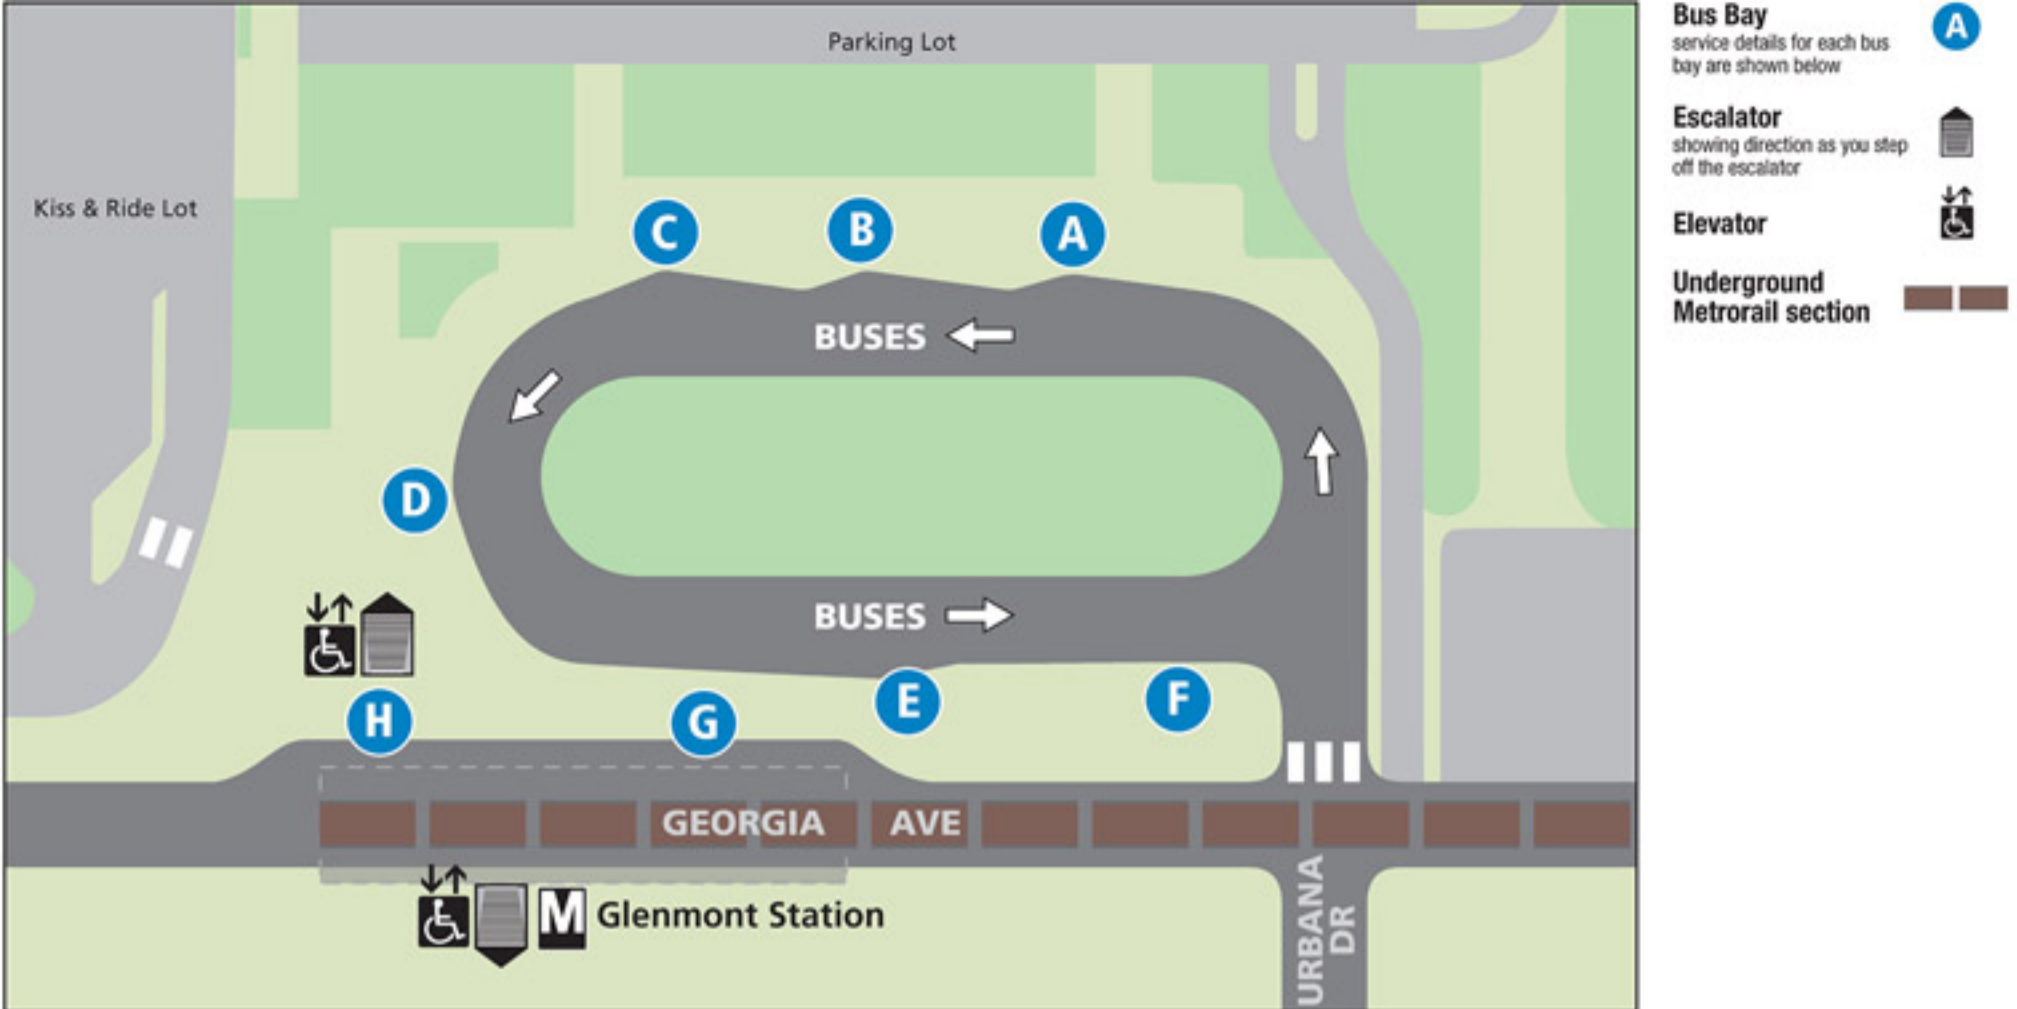 Parking Lot
Kiss & Ride Lot
C
B
A
BUSES
D
BUSES
H
G
E
F
GEORGIA AVE
M Glenmont Station
URBANA
DR
Bus Bay
A
service details for each bus
bay are shown below
Escalator
showing direction as you step
off the escalator
Elevator
Underground
Metrorail section